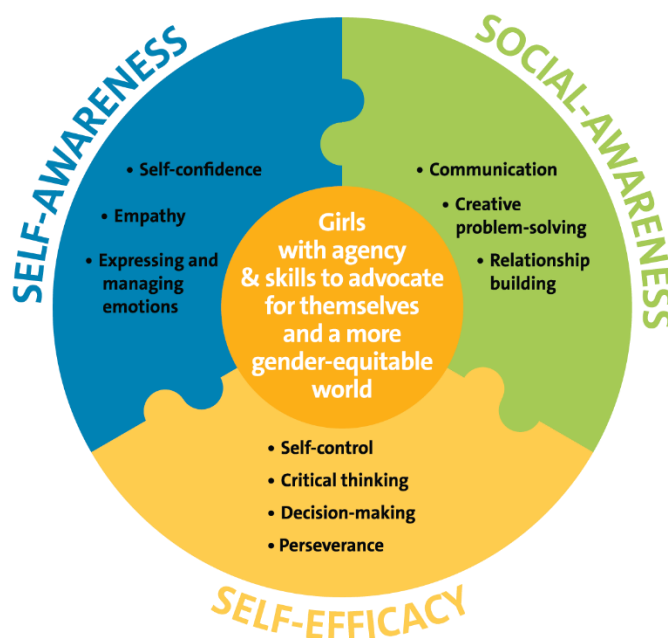 SELF-AWARENESS
• Self-confidence
• Empathy
• Expressing and
managing
emotions
SOCIAL-AWARENESS
• Communication
• Creative
problem-solving
• Relationship
building
Girls
with agency
& skills to advocate
for themselves
and a more
gender-equitable
world
• Self-control
• Critical thinking
• Decision-making
• Perseverance
SELF-EFFICACY